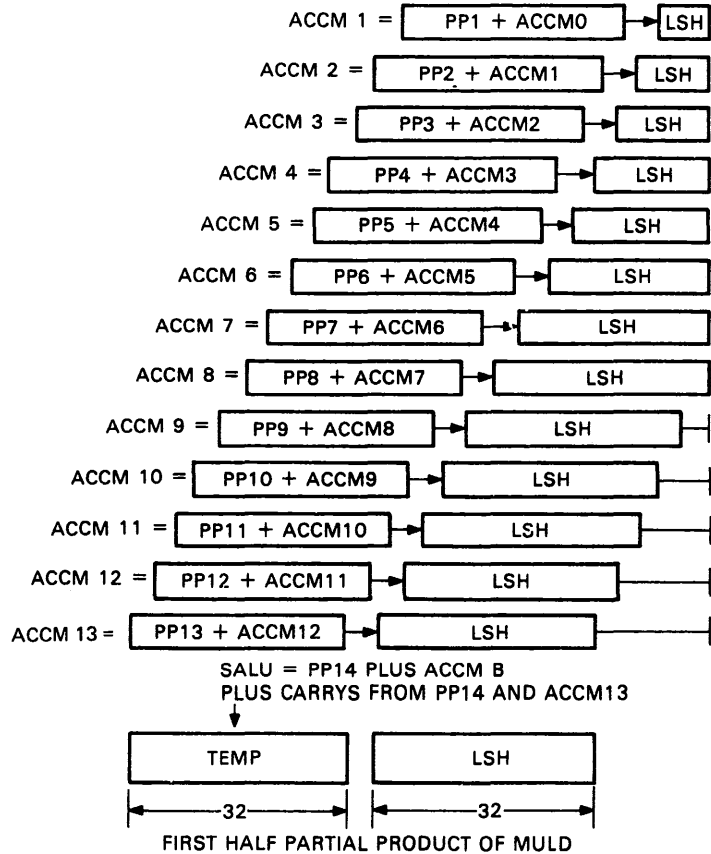 ACCM 1 = PP1 + ACCM0 LSH
ACCM 2 = PP2 + ACCM1 LSH
ACCM 3 = PP3 + ACCM2 LSH
ACCM 4 = PP4 + ACCM3 LSH
ACCM 5 = PP5 + ACCM4 LSH
ACCM 6 = PP6 + ACCM5 LSH
ACCM 7 = PP7 + ACCM6 LSH
ACCM 8 = PP8 + ACCM7 LSH
ACCM 9 = PP9 + ACCM8 LSH
ACCM 10 = PP10 + ACCM9 LSH
ACCM 11 = PP11 + ACCM10 LSH
ACCM 12 = PP12 + ACCM11 LSH
ACCM 13 = PP13 + ACCM12 LSH
SALU = PP14 PLUS ACCM B
PLUS CARRYS FROM PP14 AND ACCM13
TEMP LSH
32 32
FIRST HALF PARTIAL PRODUCT OF MULD